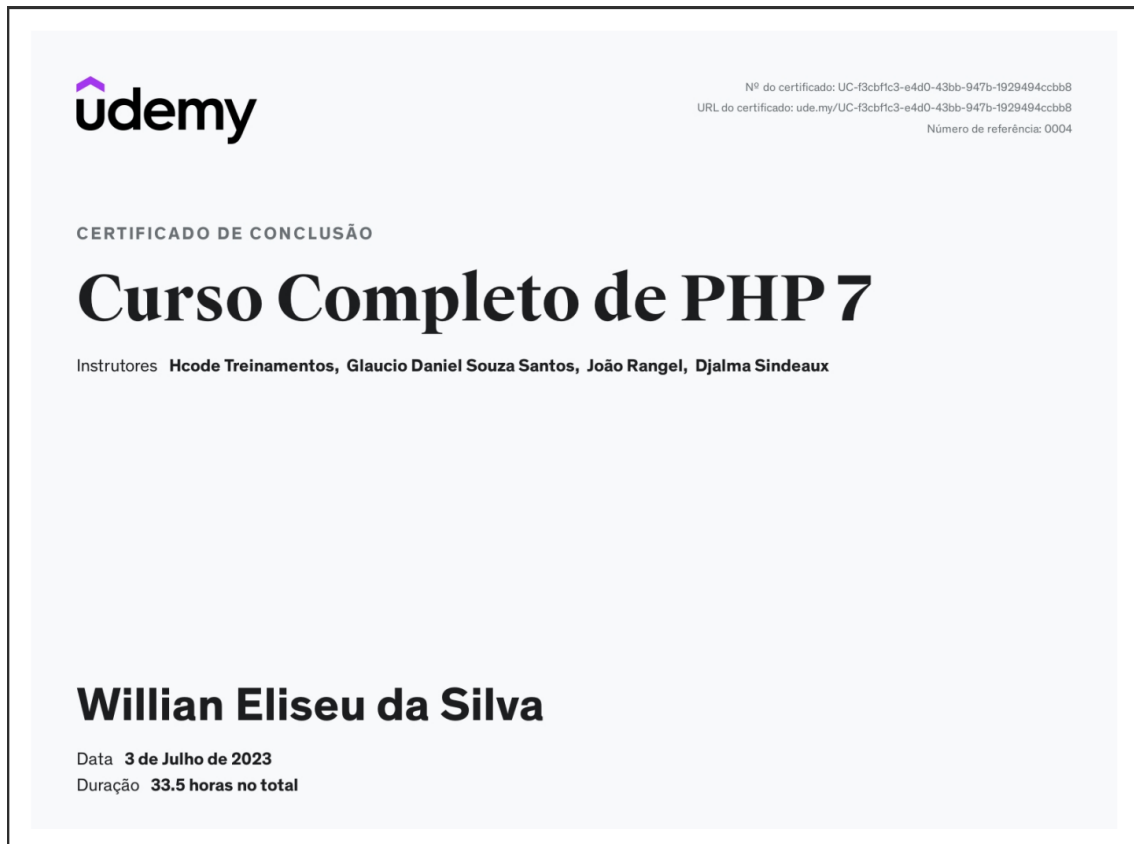 udemy
Nº do certificado: UC-f3cbf1c3-e4d0-43bb-947b-1929494ccbb8
URL do certificado: ude.my/UC-f3cbf1c3-e4d0-43bb-947b-1929494ccbb8
Número de referência: 0004
CERTIFICADO DE CONCLUSÃO
Curso Completo de PHP 7
Instrutores Hcode Treinamentos, Glaucio Daniel Souza Santos, João Rangel, Djalma Sindeaux
Willian Eliseu da Silva
Data 3 de Julho de 2023
Duração 33.5 horas no total